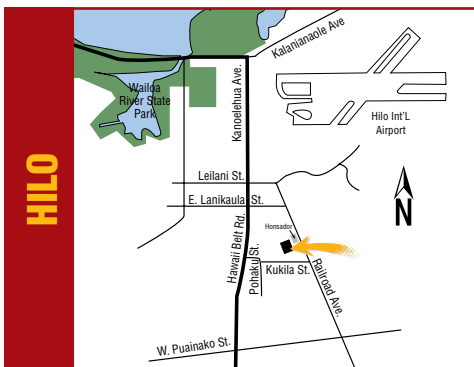 HILO
Kalanianaole Ave
Wailoa
River State
Park
Kanoelehua Ave.
Hilo Int'L
Airport
Leilani St.
E. Lanikaula St.
N
Honsador
Hawaii Belt Rd.
Pohaku St.
Kukila St.
Railroad Ave.
W. Puainako St.